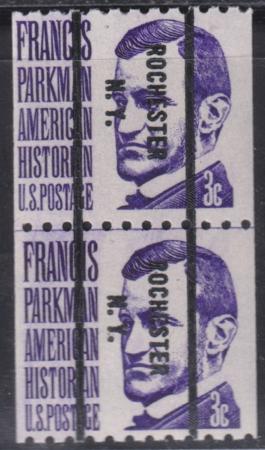 FRANCIS
PARKMAN
AMERICAN
HISTORIAN
U.S.POSTAGE
3c
ROCHESTER
N.Y.
FRANCIS
PARKMAN
AMERICAN
HISTORIAN
U.S.POSTAGE
3c
ROCHESTER
N.Y.